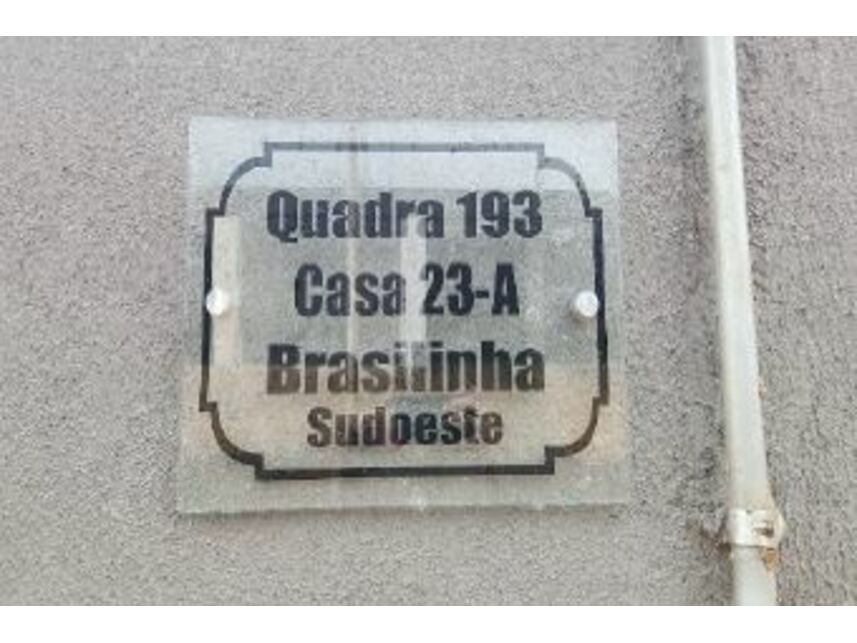 Quadra 193
Casa 23-A
Brasilinha
Sudoeste